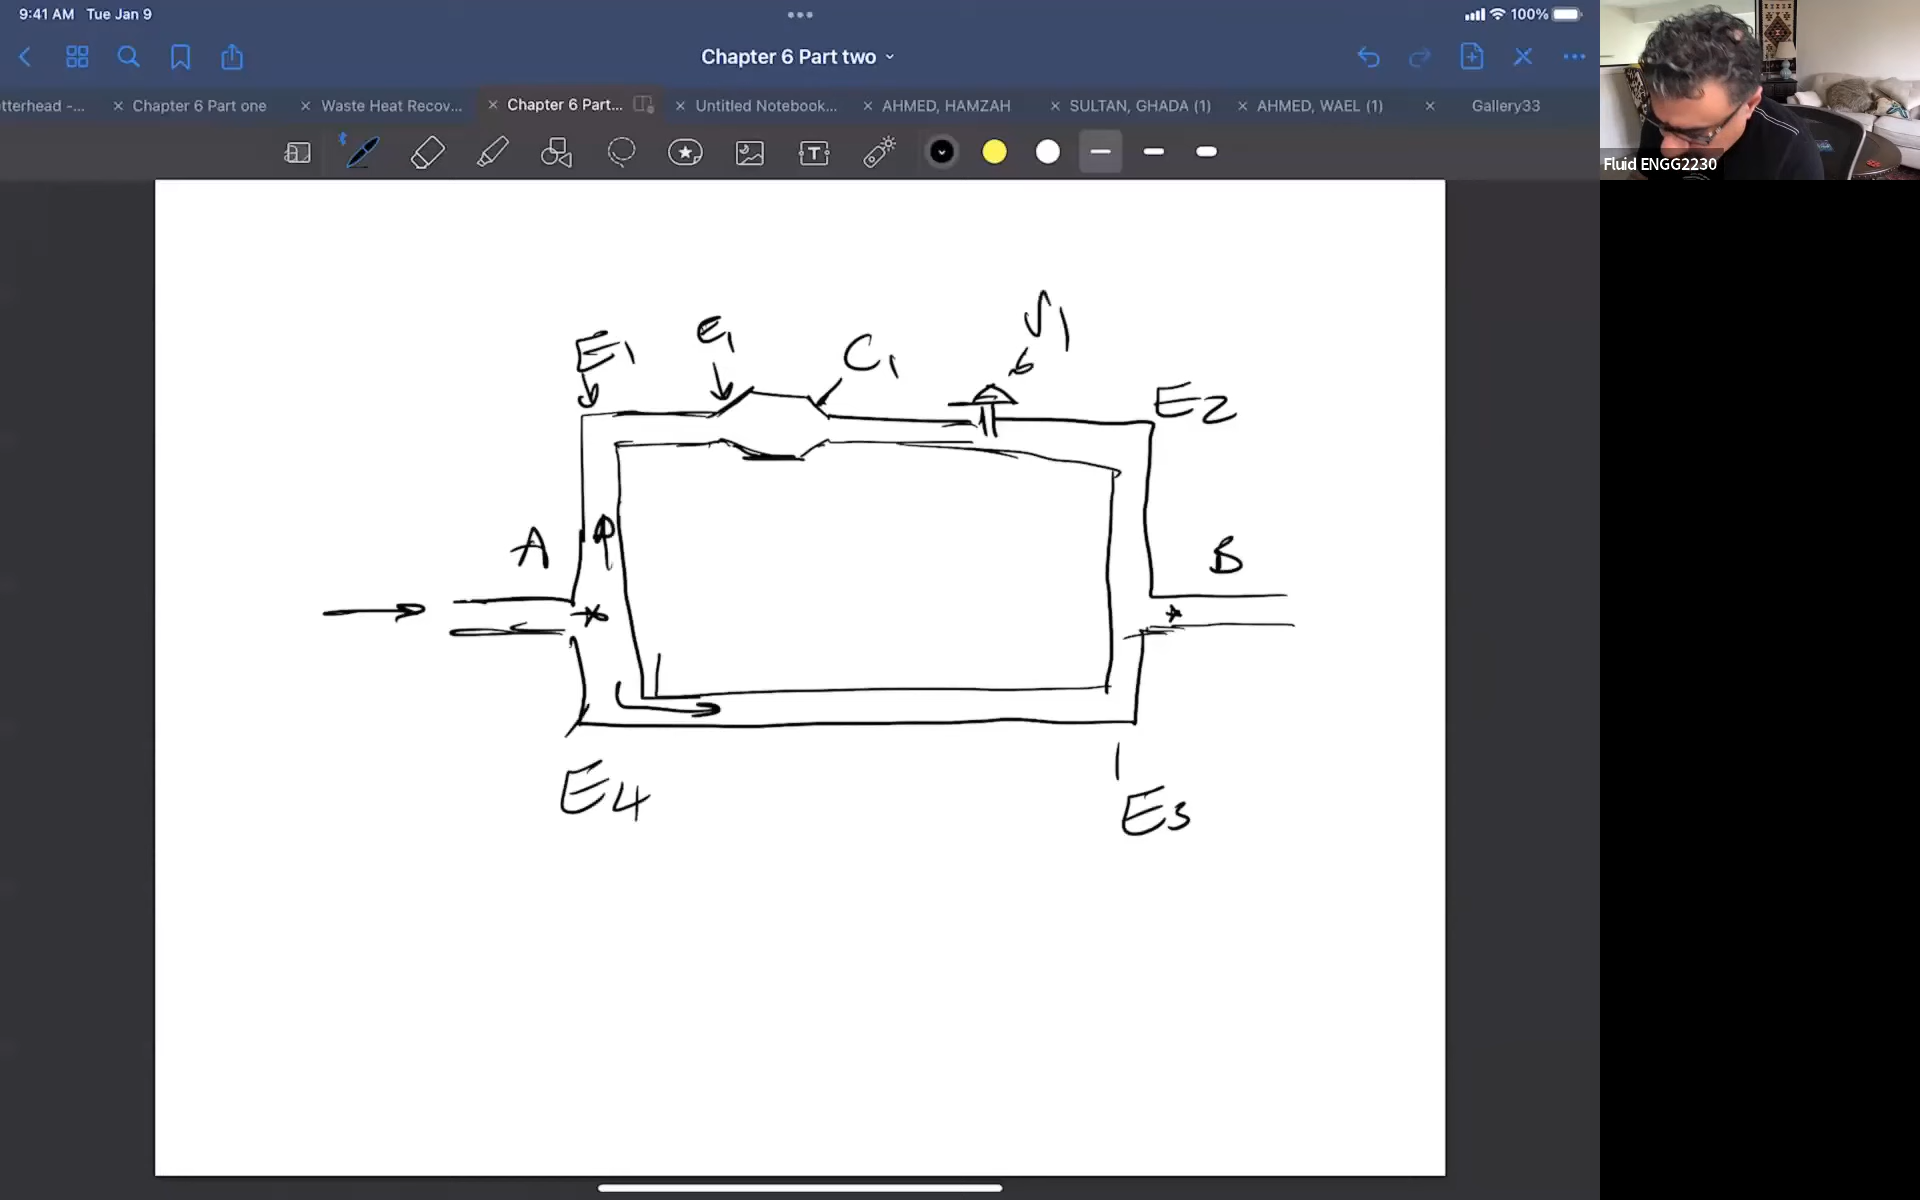 9:41 AM Tue Jan 9
100%
Chapter 6 Part two
etterhead -...
Chapter 6 Part one
Waste Heat Recov...
Chapter 6 Part...
Untitled Notebook...
AHMED, HAMZAH
SULTAN, GHADA (1)
AHMED, WAEL (1)
Gallery33
Fluid ENGG2230
E1
e1
C1
V1
E2
A
B
E4
E3